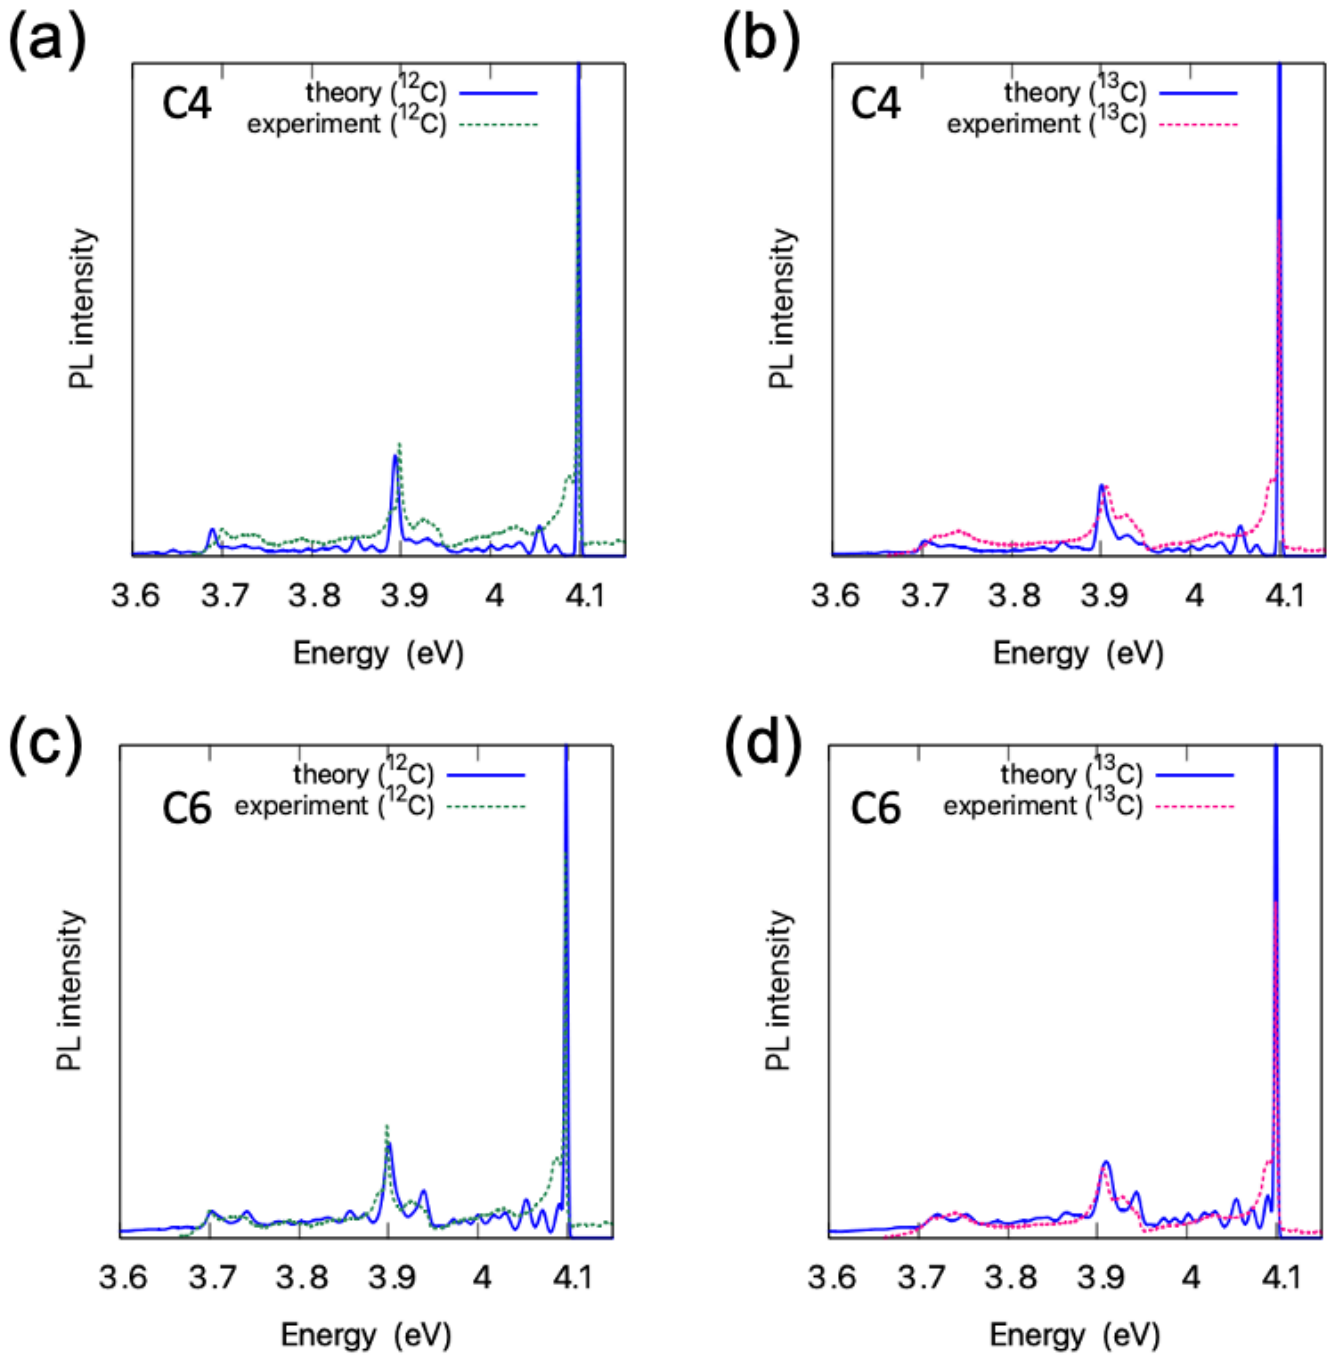 (a)
C4
theory (¹²C)
experiment (¹²C)
PL intensity
3.6 3.7 3.8 3.9 4 4.1
Energy (eV)
(b)
C4
theory (¹³C)
experiment (¹³C)
PL intensity
3.6 3.7 3.8 3.9 4 4.1
Energy (eV)
(c)
theory (¹²C)
C6
experiment (¹²C)
PL intensity
3.6 3.7 3.8 3.9 4 4.1
Energy (eV)
(d)
theory (¹³C)
C6
experiment (¹³C)
PL intensity
3.6 3.7 3.8 3.9 4 4.1
Energy (eV)